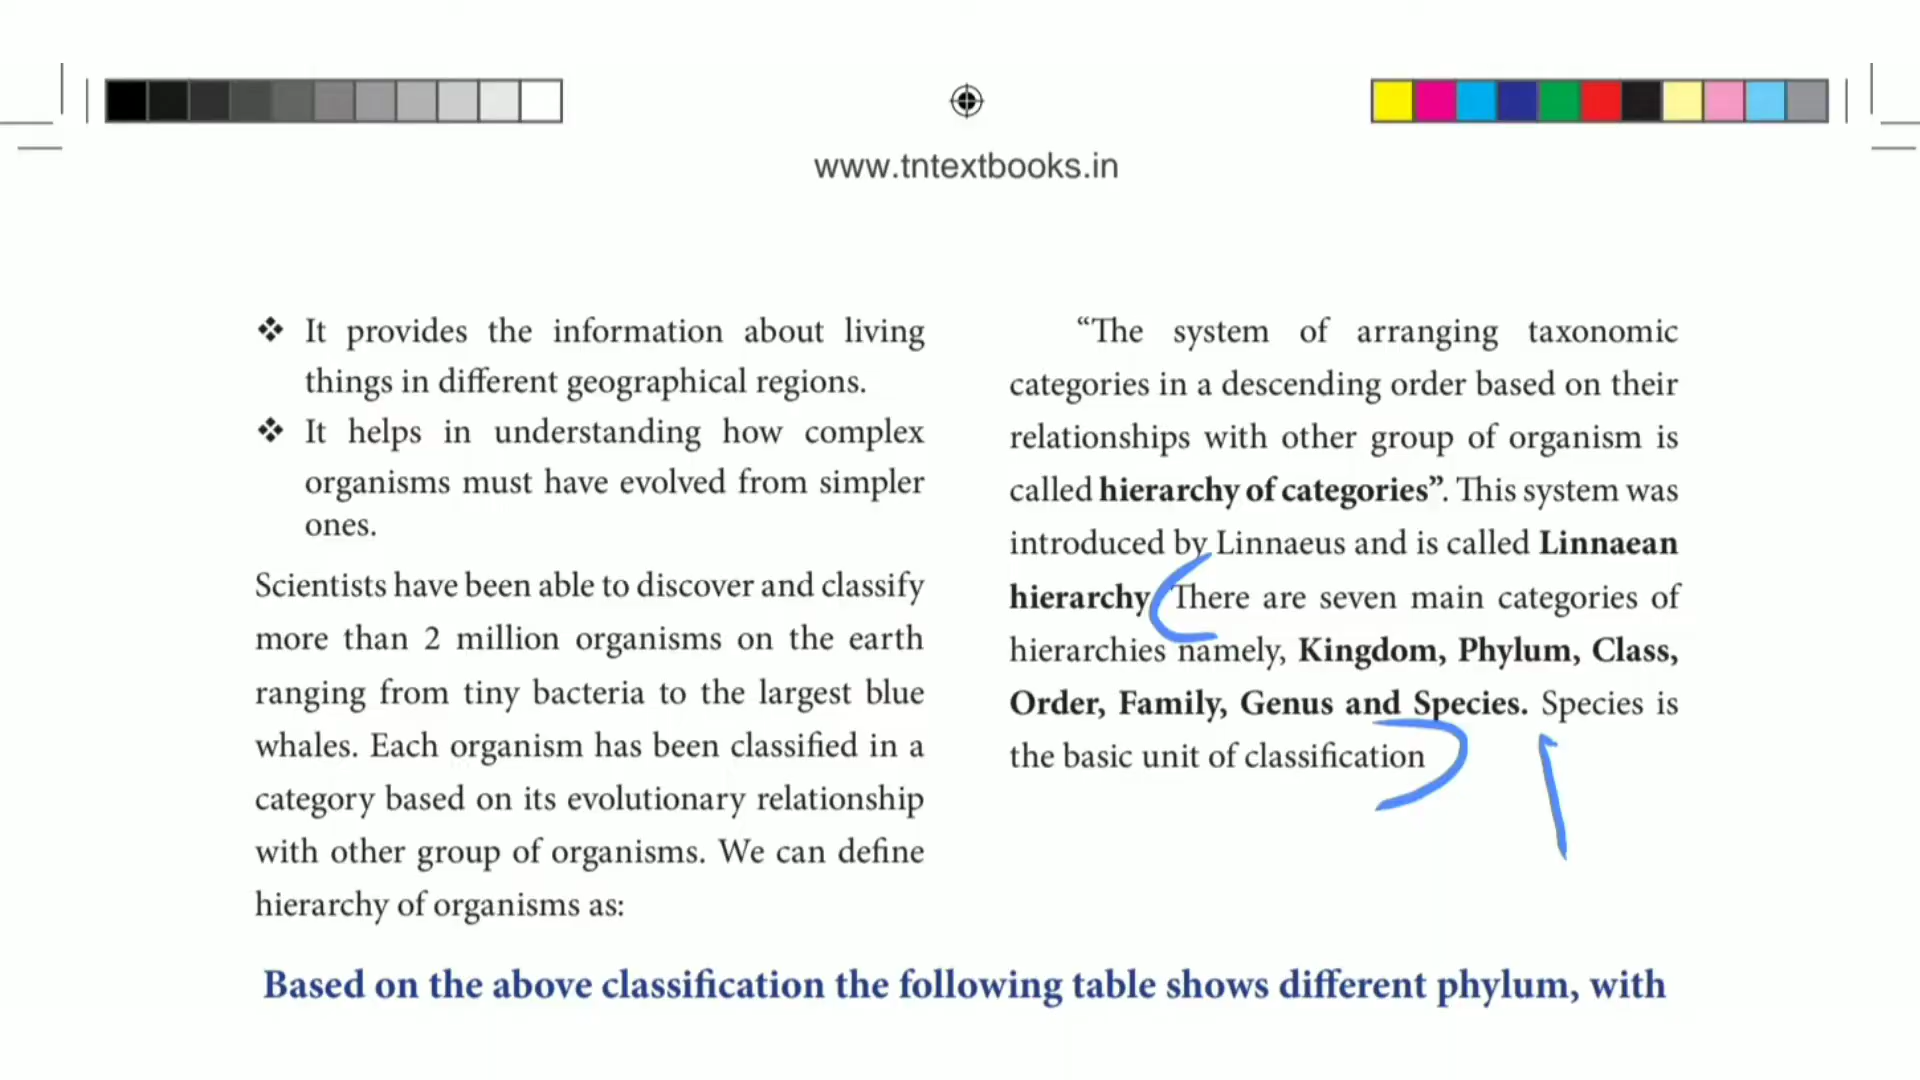 www.tntextbooks.in
❖ It provides the information about living
things in different geographical regions.
❖ It helps in understanding how complex
organisms must have evolved from simpler
ones.
Scientists have been able to discover and classify
more than 2 million organisms on the earth
ranging from tiny bacteria to the largest blue
whales. Each organism has been classified in a
category based on its evolutionary relationship
with other group of organisms. We can define
hierarchy of organisms as:
“The system of arranging taxonomic
categories in a descending order based on their
relationships with other group of organism is
called hierarchy of categories”. This system was
introduced by Linnaeus and is called Linnaean
hierarchy There are seven main categories of
hierarchies namely, Kingdom, Phylum, Class,
Order, Family, Genus and Species. Species is
the basic unit of classification
Based on the above classification the following table shows different phylum, with